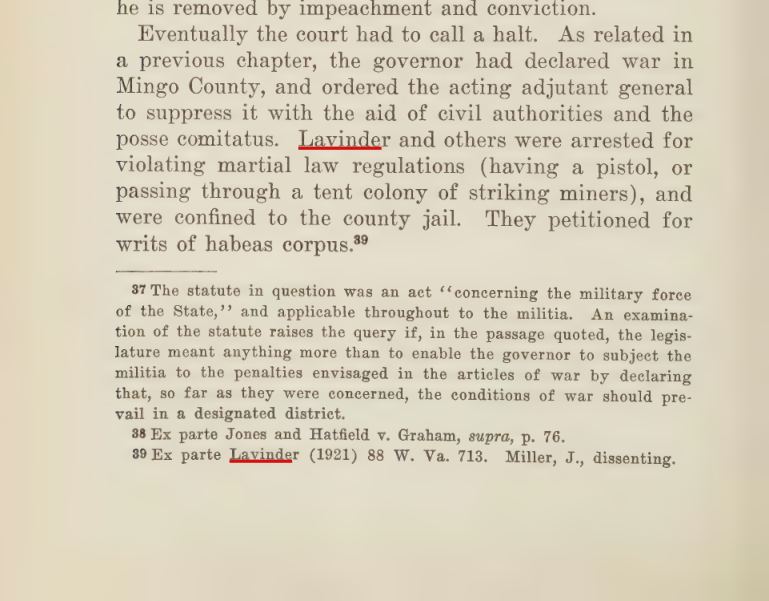 he is removed by impeachment and conviction.
Eventually the court had to call a halt. As related in
a previous chapter, the governor had declared war in
Mingo County, and ordered the acting adjutant general
to suppress it with the aid of civil authorities and the
posse comitatus. Lavinder and others were arrested for
violating martial law regulations (having a pistol, or
passing through a tent colony of striking miners), and
were confined to the county jail. They petitioned for
writs of habeas corpus.39
37 The statute in question was an act “concerning the military force
of the State,” and applicable throughout to the militia. An examina-
tion of the statute raises the query if, in the passage quoted, the legis-
lature meant anything more than to enable the governor to subject the
militia to the penalties envisaged in the articles of war by declaring
that, so far as they were concerned, the conditions of war should pre-
vail in a designated district.
38 Ex parte Jones and Hatfield v. Graham, supra, p. 76.
39 Ex parte Lavinder (1921) 88 W. Va. 713. Miller, J., dissenting.